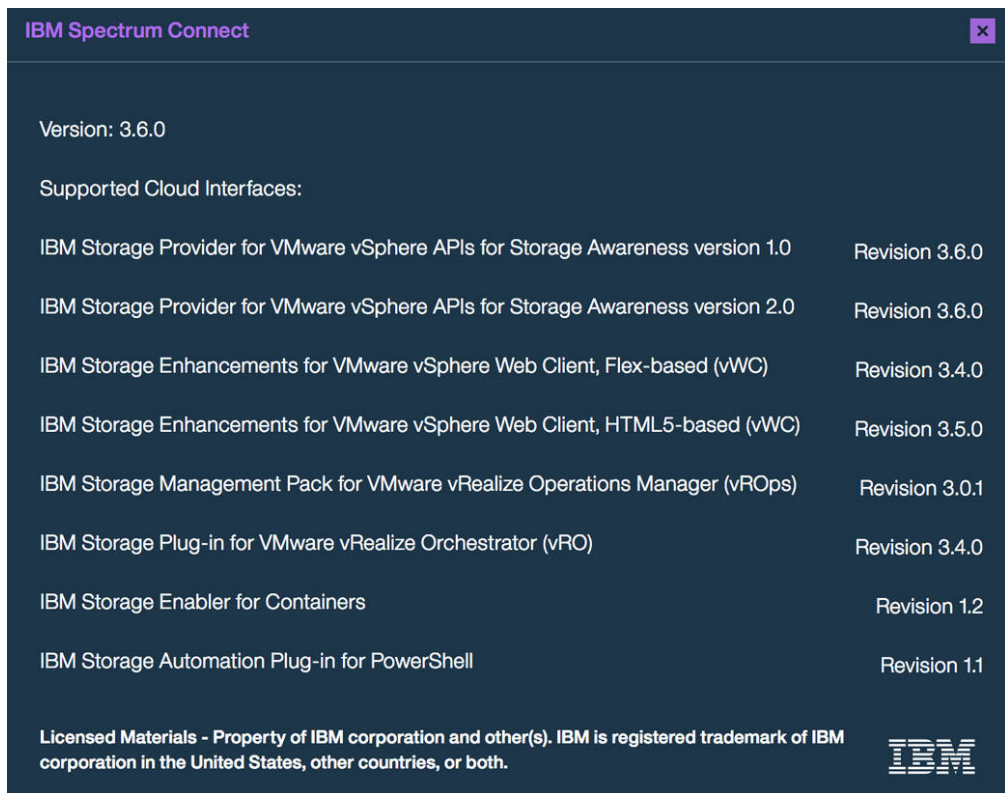 IBM Spectrum Connect
Version: 3.6.0
Supported Cloud Interfaces:
IBM Storage Provider for VMware vSphere APIs for Storage Awareness version 1.0 Revision 3.6.0
IBM Storage Provider for VMware vSphere APIs for Storage Awareness version 2.0 Revision 3.6.0
IBM Storage Enhancements for VMware vSphere Web Client, Flex-based (vWC) Revision 3.4.0
IBM Storage Enhancements for VMware vSphere Web Client, HTML5-based (vWC) Revision 3.5.0
IBM Storage Management Pack for VMware vRealize Operations Manager (vROps) Revision 3.0.1
IBM Storage Plug-in for VMware vRealize Orchestrator (vRO) Revision 3.4.0
IBM Storage Enabler for Containers Revision 1.2
IBM Storage Automation Plug-in for PowerShell Revision 1.1
Licensed Materials - Property of IBM corporation and other(s). IBM is registered trademark of IBM
corporation in the United States, other countries, or both.
IBM